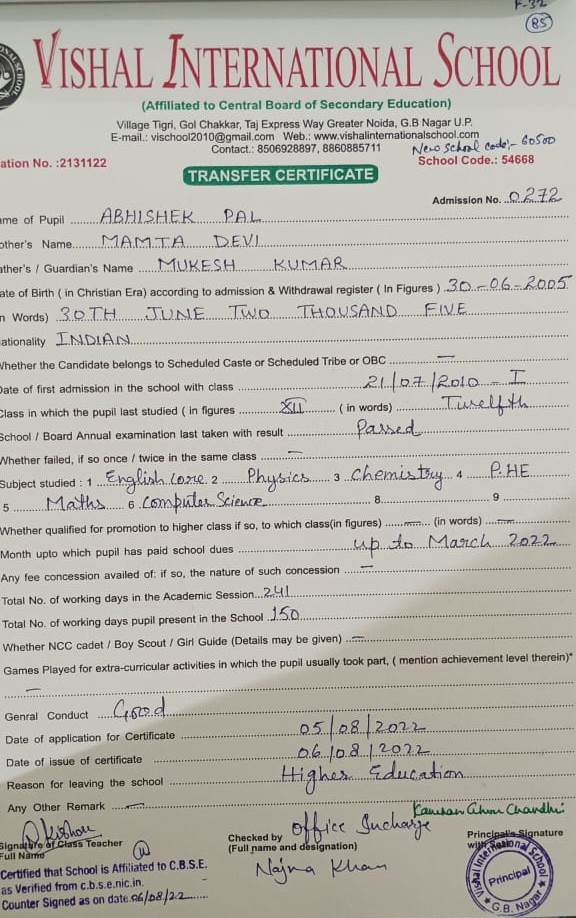 F-32
85
VISHAL INTERNATIONAL SCHOOL
(Affiliated to Central Board of Secondary Education)
Village Tigri, Gol Chakkar, Taj Express Way Greater Noida, G.B Nagar U.P.
E-mail.: vischool2010@gmail.com Web.: www.vishalinternationalschool.com
Contact.: 8506928897, 8860885711 New School code:- 60500
ation No. :2131122 School Code.: 54668
TRANSFER CERTIFICATE
Admission No. 0272
me of Pupil ABHISHEK PAL
other's Name MAMTA DEVI
ather's / Guardian's Name MUKESH KUMAR
ate of Birth ( in Christian Era) according to admission & Withdrawal register ( In Figures ) 30-06-2005
n Words) 30TH JUNE TWO THOUSAND FIVE
ationality INDIAN
Whether the Candidate belongs to Scheduled Caste or Scheduled Tribe or OBC —
Date of first admission in the school with class 21/07/2010 - I
Class in which the pupil last studied ( in figures XII ( in words) Twelfth
School / Board Annual examination last taken with result Passed
Whether failed, if so once / twice in the same class —
Subject studied : 1 English Core 2 Physics 3 Chemistry 4 P.HE
5 Maths 6 Computer Science 8 9
Whether qualified for promotion to higher class if so, to which class(in figures) — (in words) —
Month upto which pupil has paid school dues up to March 2022
Any fee concession availed of: if so, the nature of such concession —
Total No. of working days in the Academic Session 241
Total No. of working days pupil present in the School 150
Whether NCC cadet / Boy Scout / Girl Guide (Details may be given) —
Games Played for extra-curricular activities in which the pupil usually took part, ( mention achievement level therein)*
—
Genral Conduct Good
Date of application for Certificate 05/08/2022
Date of issue of certificate 06/08/2022
Reason for leaving the school Higher Education
Any Other Remark —
Signature of Class Teacher
Full Name
Checked by Office Incharge
(Full name and designation)
Najma Khan
Principal's Signature
with
Certified that School is Affiliated to C.B.S.E.
as Verified from c.b.s.e.nic.in.
Counter Signed as on date 06/08/22
Vishal International School
Principal
G.B. Nagar